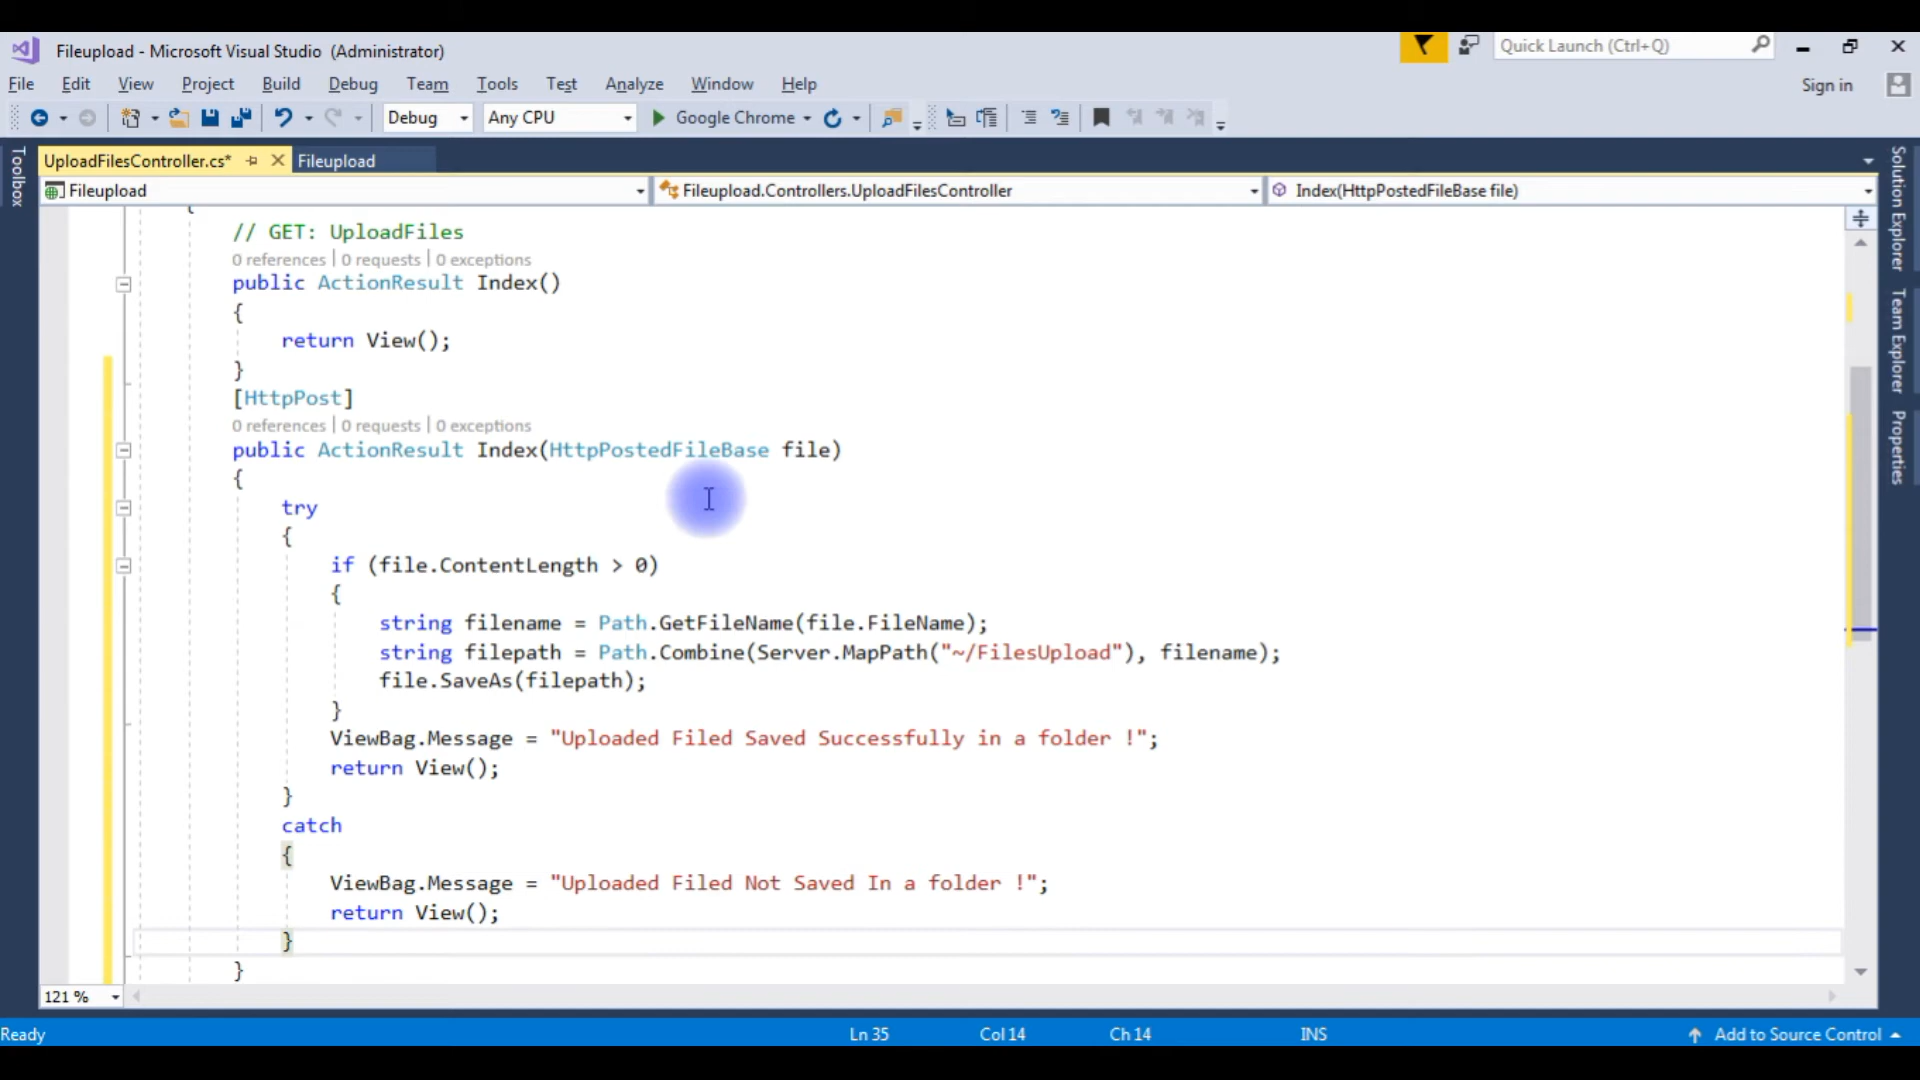 Fileupload - Microsoft Visual Studio (Administrator)
Quick Launch (Ctrl+Q)
File Edit View Project Build Debug Team Tools Test Analyze Window Help
Sign in
Debug Any CPU Google Chrome
UploadFilesController.cs* Fileupload
Fileupload Fileupload.Controllers.UploadFilesController Index(HttpPostedFileBase file)
Toolbox
Solution Explorer
Team Explorer
Properties
{
// GET: UploadFiles
0 references | 0 requests | 0 exceptions
public ActionResult Index()
{
return View();
}
[HttpPost]
0 references | 0 requests | 0 exceptions
public ActionResult Index(HttpPostedFileBase file)
{
try
{
if (file.ContentLength > 0)
{
string filename = Path.GetFileName(file.FileName);
string filepath = Path.Combine(Server.MapPath("~/FilesUpload"), filename);
file.SaveAs(filepath);
}
ViewBag.Message = "Uploaded Filed Saved Successfully in a folder !";
return View();
}
catch
{
ViewBag.Message = "Uploaded Filed Not Saved In a folder !";
return View();
}
}
121 %
Ready Ln 35 Col 14 Ch 14 INS Add to Source Control